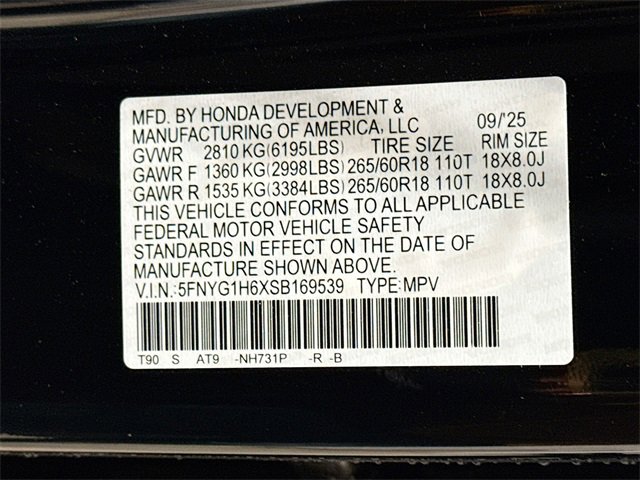 MFD. BY HONDA DEVELOPMENT &
MANUFACTURING OF AMERICA, LLC 09/'25
GVWR 2810 KG(6195LBS) TIRE SIZE RIM SIZE
GAWR F 1360 KG(2998LBS) 265/60R18 110T 18X8.0J
GAWR R 1535 KG(3384LBS) 265/60R18 110T 18X8.0J
THIS VEHICLE CONFORMS TO ALL APPLICABLE
FEDERAL MOTOR VEHICLE SAFETY
STANDARDS IN EFFECT ON THE DATE OF
MANUFACTURE SHOWN ABOVE.
V.I.N.:5FNYG1H6XSB169539 TYPE:MPV
T90 S AT9 -NH731P -R -B